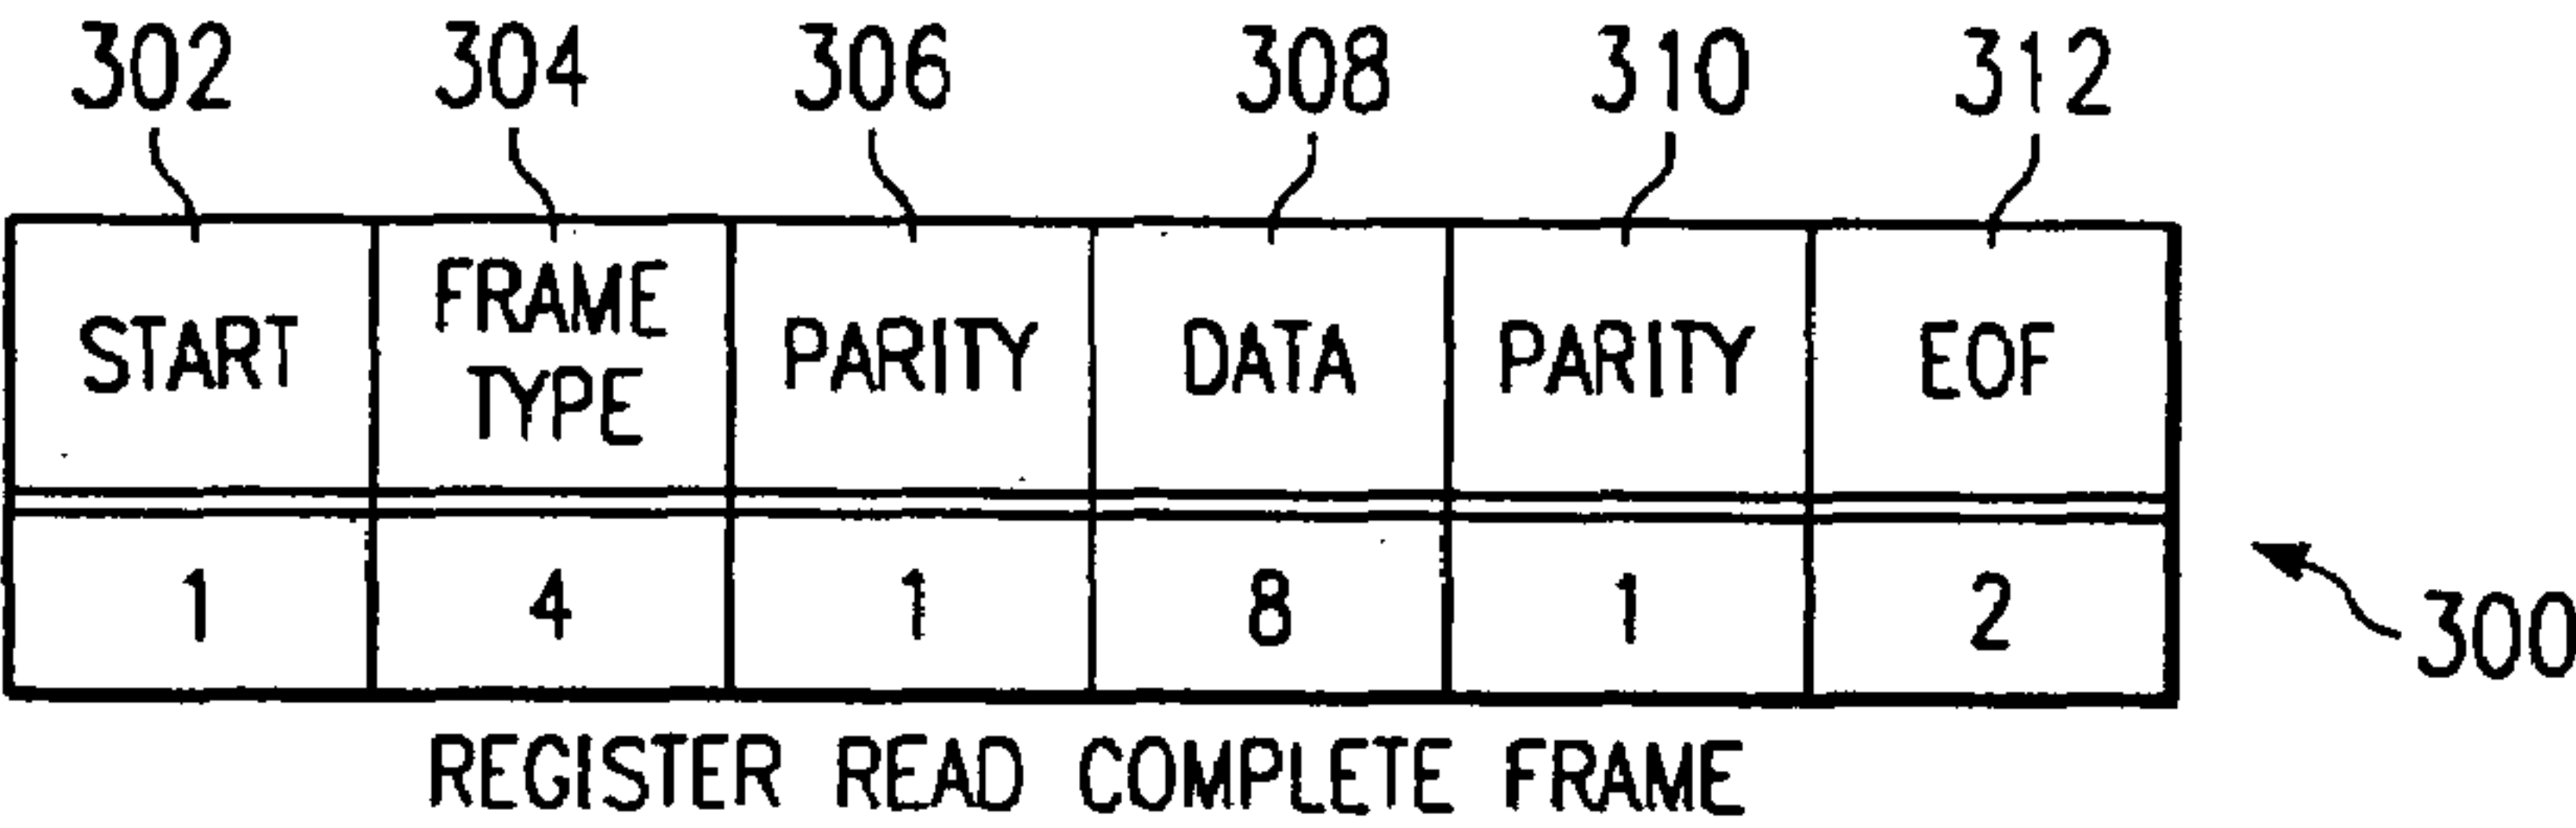 302 304 306 308 310 312
START FRAME TYPE PARITY DATA PARITY EOF
1 4 1 8 1 2
300
REGISTER READ COMPLETE FRAME